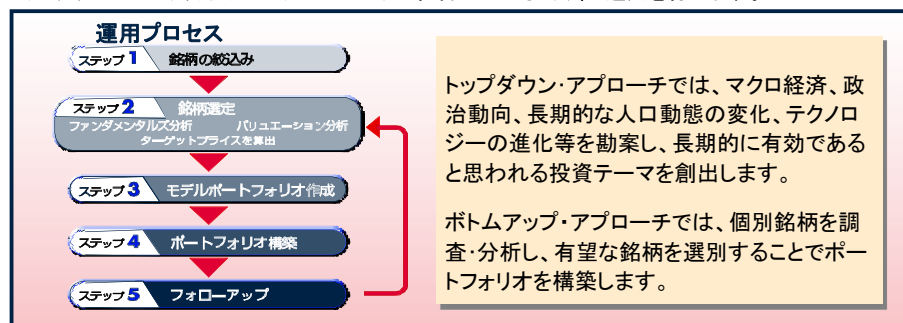 運用プロセス
ステップ1 銘柄の絞込み
ステップ2 銘柄選定
ファンダメンタルズ分析 バリュエーション分析
ターゲットプライスを算出
ステップ3 モデルポートフォリオ作成
ステップ4 ポートフォリオ構築
ステップ5 フォローアップ
トップダウン・アプローチでは、マクロ経済、政
治動向、長期的な人口動態の変化、テクノロ
ジーの進化等を勘案し、長期的に有効である
と思われる投資テーマを創出します。
ボトムアップ・アプローチでは、個別銘柄を調
査・分析し、有望な銘柄を選別することでポー
トフォリオを構築します。